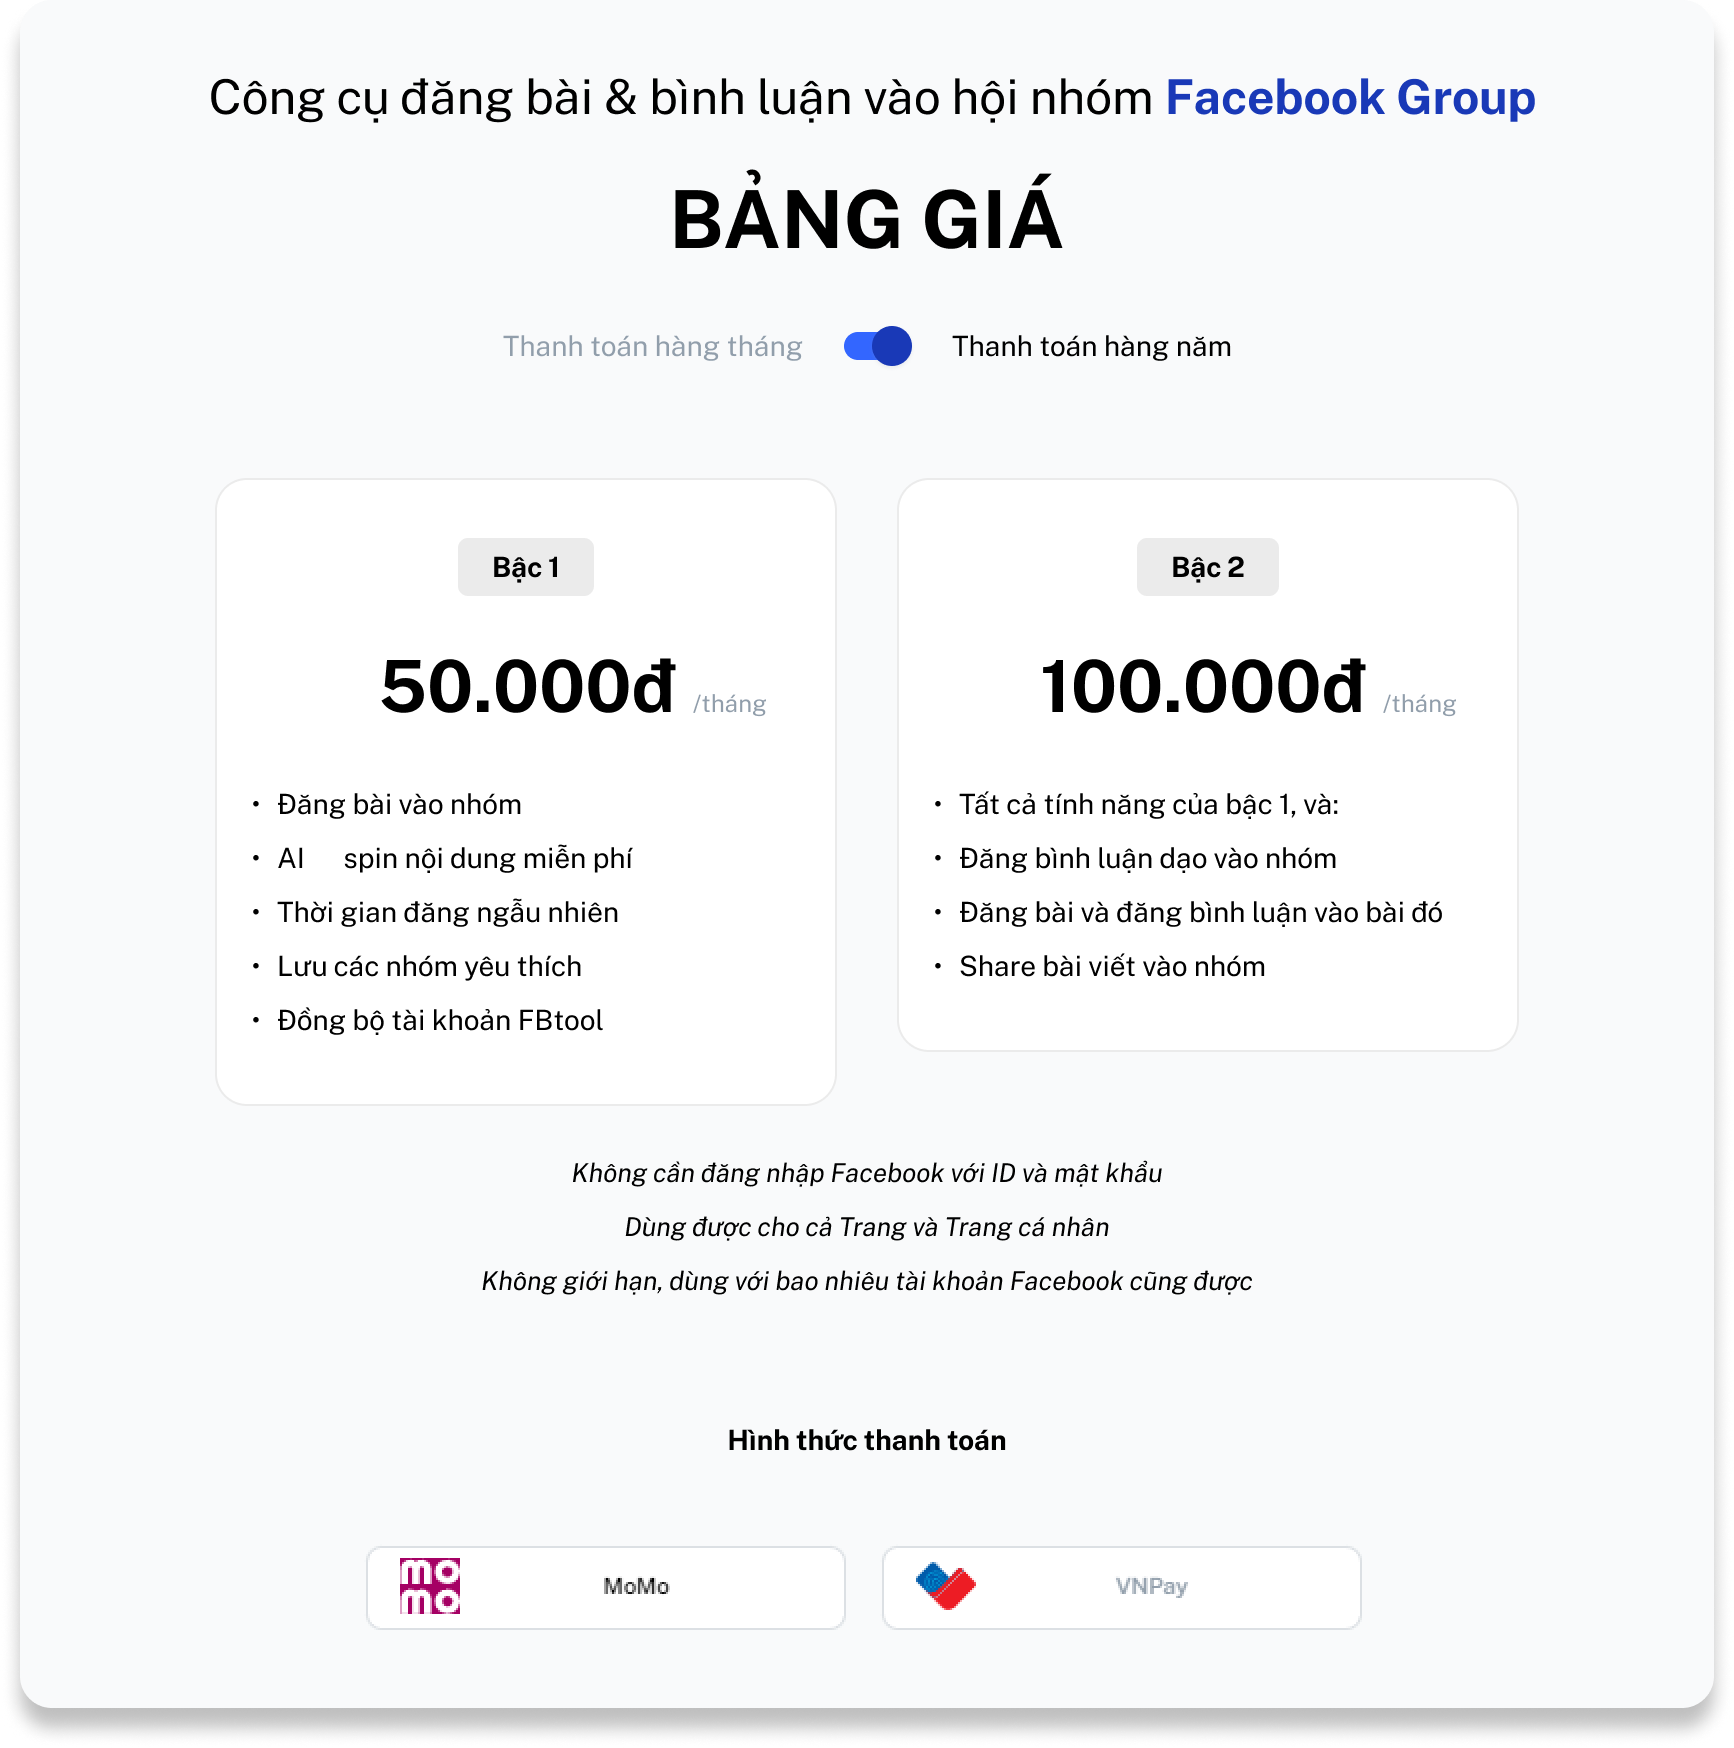 Công cụ đăng bài & bình luận vào hội nhóm Facebook Group
BẢNG GIÁ
Thanh toán hàng tháng
Thanh toán hàng năm
Bậc 1
50.000đ /tháng
• Đăng bài vào nhóm
• AI spin nội dung miễn phí
• Thời gian đăng ngẫu nhiên
• Lưu các nhóm yêu thích
• Đồng bộ tài khoản FBtool
Bậc 2
100.000đ /tháng
• Tất cả tính năng của bậc 1, và:
• Đăng bình luận dạo vào nhóm
• Đăng bài và đăng bình luận vào bài đó
• Share bài viết vào nhóm
Không cần đăng nhập Facebook với ID và mật khẩu
Dùng được cho cả Trang và Trang cá nhân
Không giới hạn, dùng với bao nhiêu tài khoản Facebook cũng được
Hình thức thanh toán
mo
mo
MoMo
VNPay